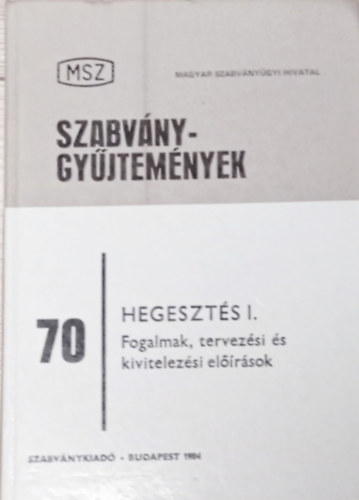 MSZ
MAGYAR SZABVÁNYÜGYI HIVATAL
SZABVÁNY-
GYŰJTEMÉNYEK
70
HEGESZTÉS I.
Fogalmak, tervezési és
kivitelezési előírások
SZABVÁNYKIADÓ - BUDAPEST 1984